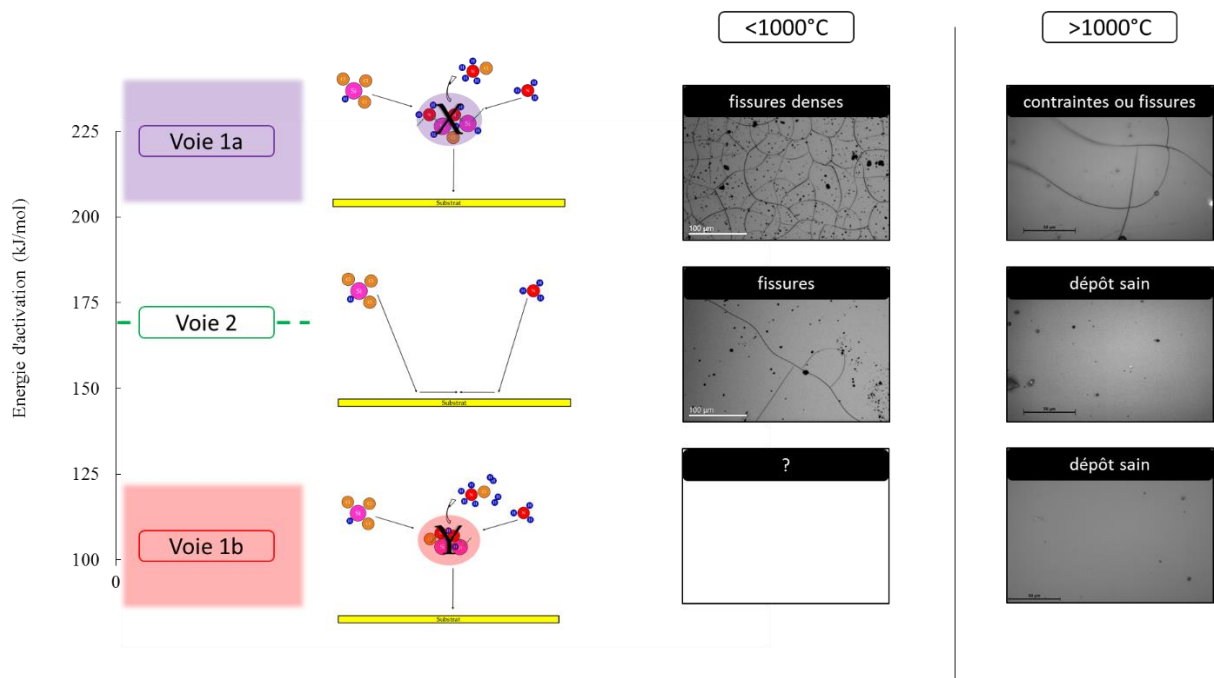 <1000°C
>1000°C
Energie d'activation (kJ/mol)
225
200
175
150
125
100
0
Voie 1a
X
Substrat
fissures denses
100 µm
contraintes ou fissures
Voie 2
Substrat
fissures
100 µm
dépôt sain
Voie 1b
Y
Substrat
?
dépôt sain